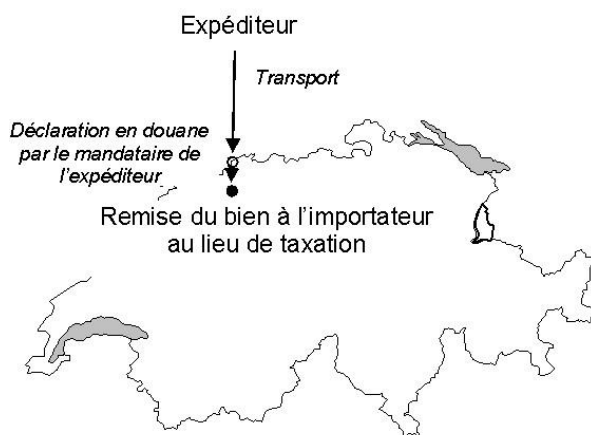 Expéditeur
Transport
Déclaration en douane
par le mandataire de
l'expéditeur
Remise du bien à l'importateur
au lieu de taxation